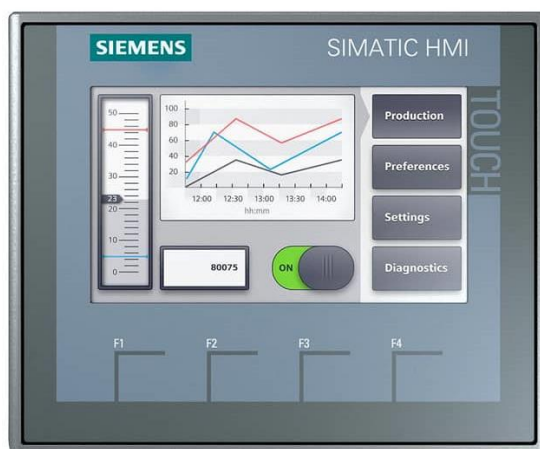 SIEMENS
SIMATIC HMI
TOUCH
50
40
30
23
20
10
0
100
80
60
40
20
12:00 12:30 13:00 13:30 14:00
hh:mm
80075
ON
Production
Preferences
Settings
Diagnostics
F1 F2 F3 F4